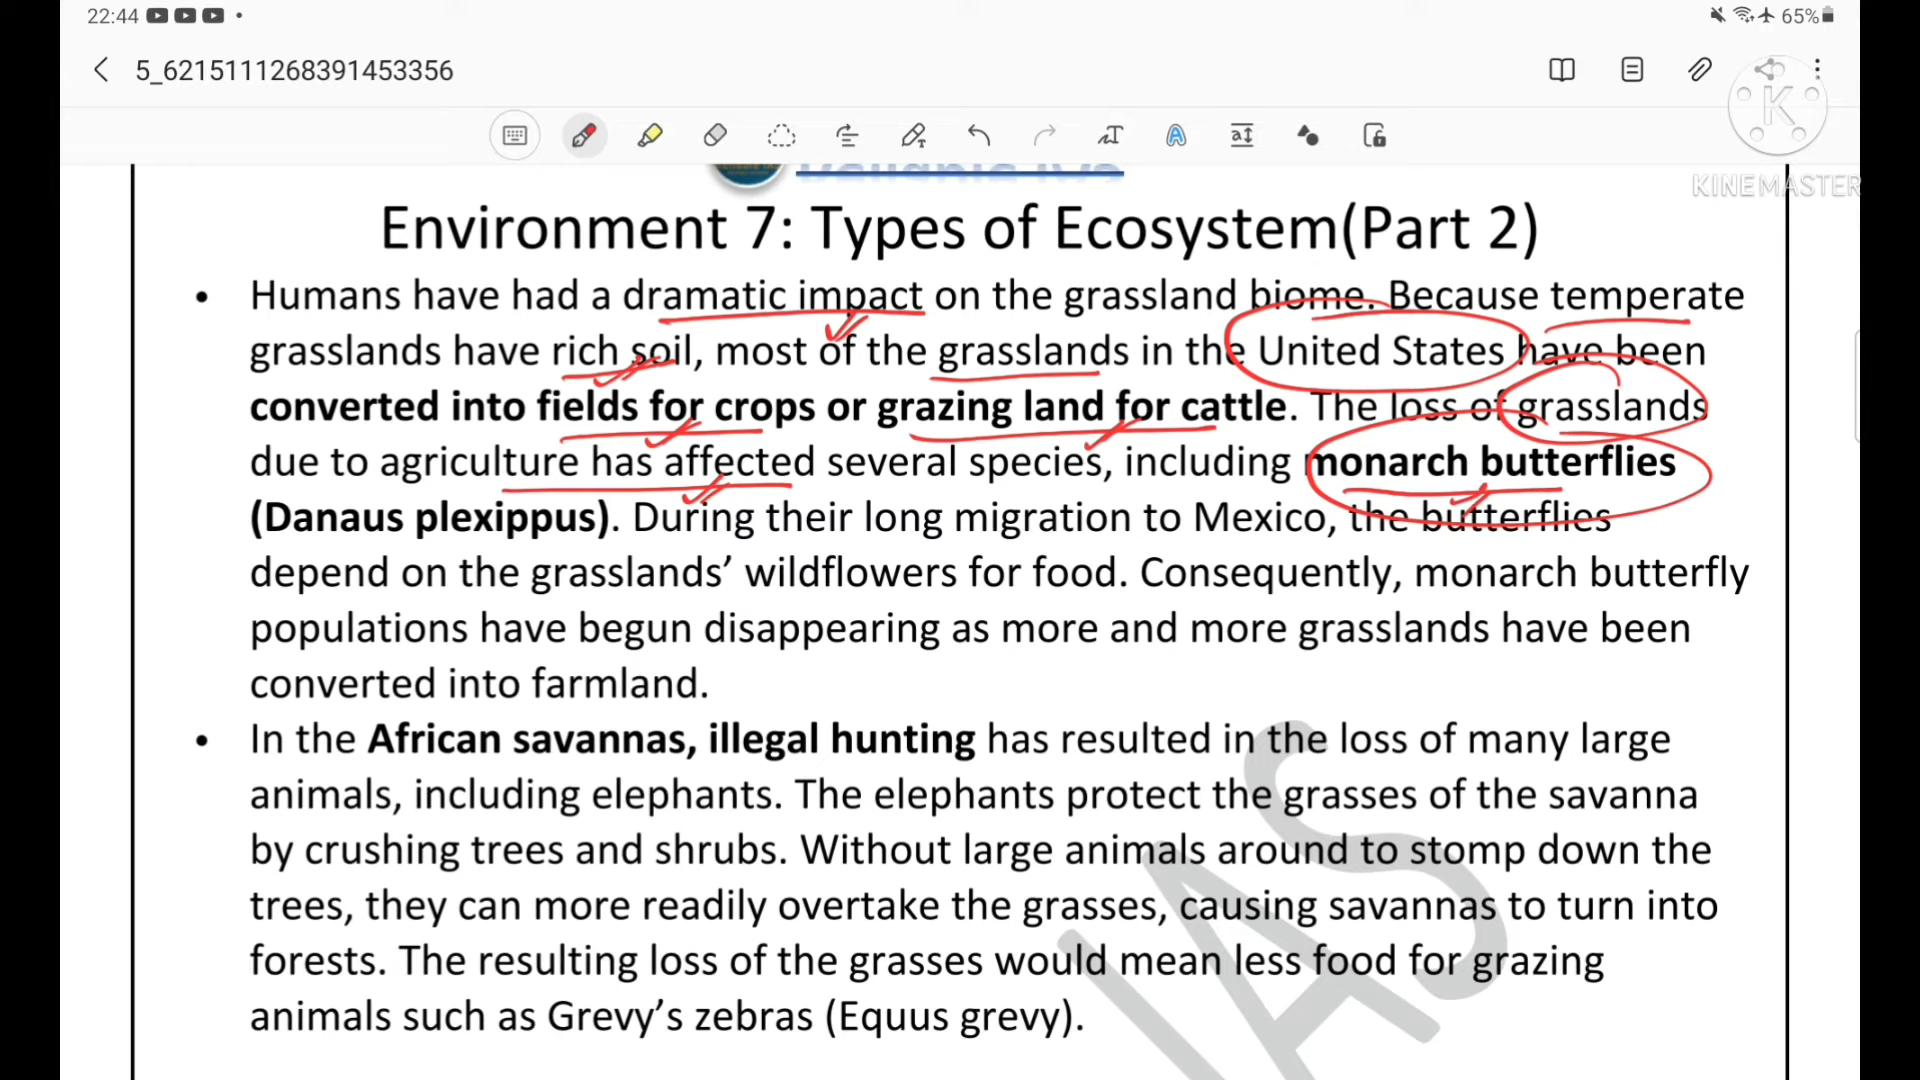 22:44
65%
5_6215111268391453356
K
KINEMASTER
Environment 7: Types of Ecosystem(Part 2)
• Humans have had a dramatic impact on the grassland biome. Because temperate
grasslands have rich soil, most of the grasslands in the United States have been
converted into fields for crops or grazing land for cattle. The loss of grasslands
due to agriculture has affected several species, including monarch butterflies
(Danaus plexippus). During their long migration to Mexico, the butterflies
depend on the grasslands’ wildflowers for food. Consequently, monarch butterfly
populations have begun disappearing as more and more grasslands have been
converted into farmland.
• In the African savannas, illegal hunting has resulted in the loss of many large
animals, including elephants. The elephants protect the grasses of the savanna
by crushing trees and shrubs. Without large animals around to stomp down the
trees, they can more readily overtake the grasses, causing savannas to turn into
forests. The resulting loss of the grasses would mean less food for grazing
animals such as Grevy’s zebras (Equus grevy).
IAS